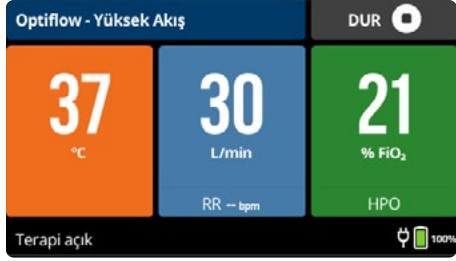 Optiflow - Yüksek Akış
DUR
37
°C
30
L/min
RR -- bpm
21
% FiO₂
HPO
Terapi açık
100%